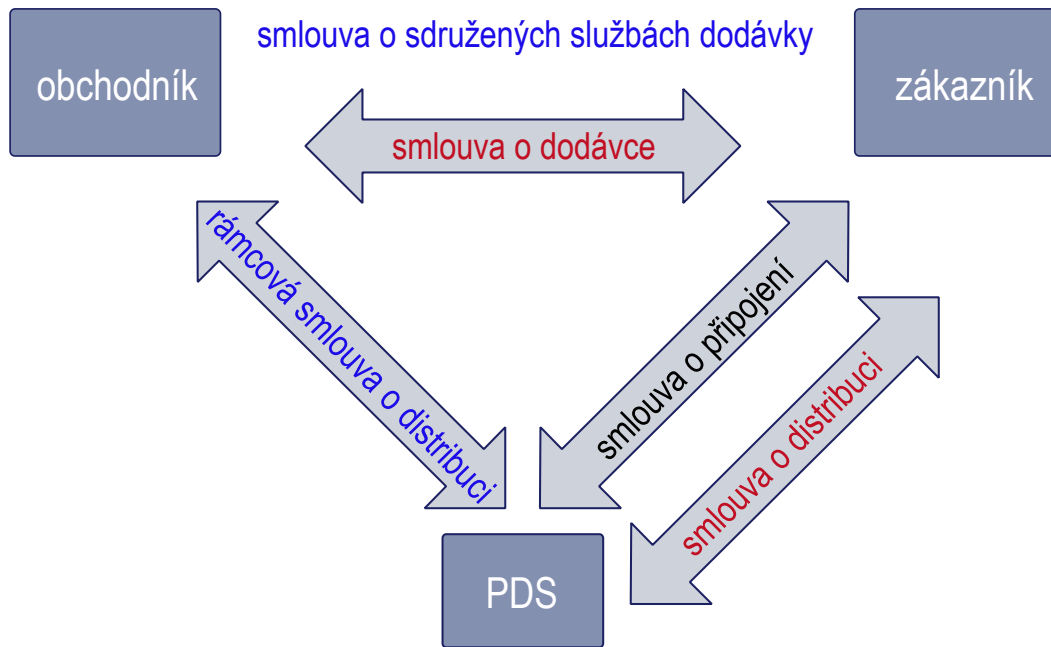 smlouva o sdružených službách dodávky
obchodník
zákazník
smlouva o dodávce
rámcová smlouva o distribuci
smlouva o připojení
smlouva o distribuci
PDS